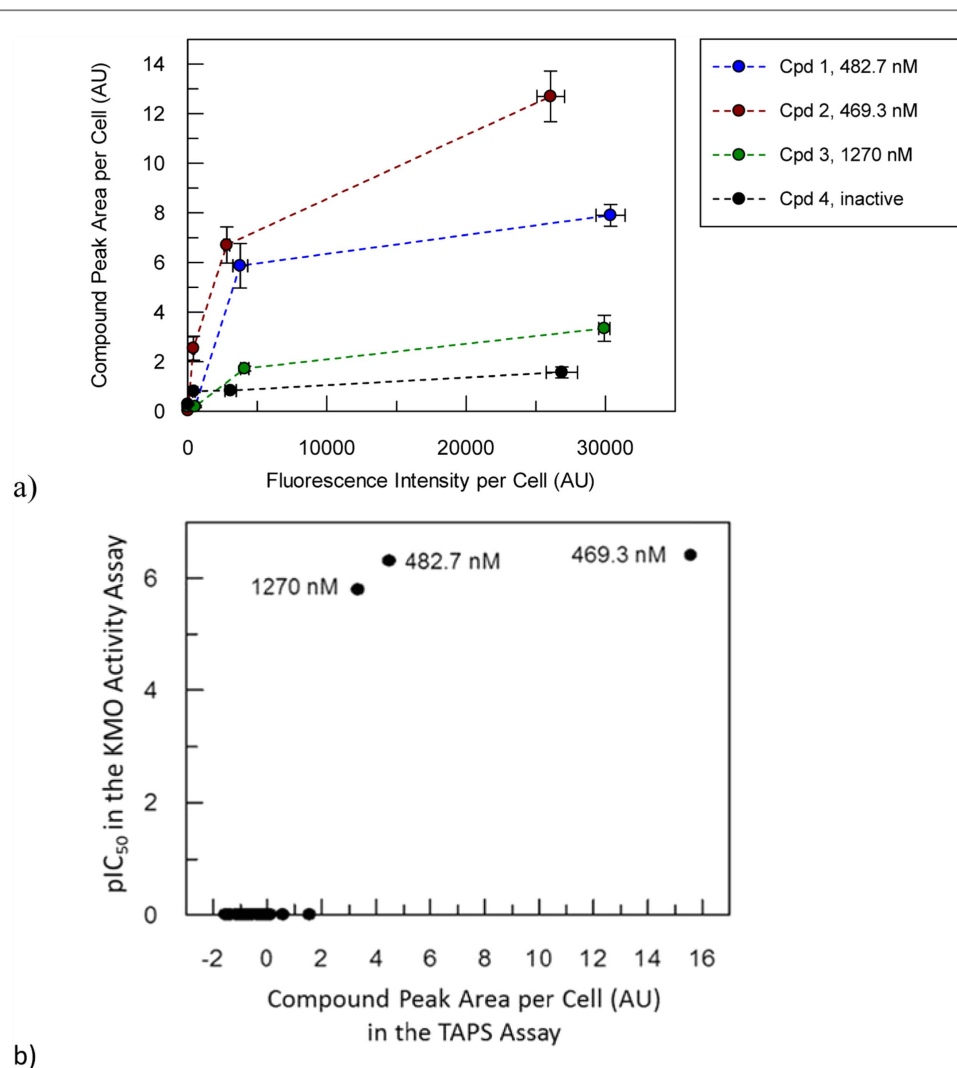 14
12
10
8
6
4
2
0
Compound Peak Area per Cell (AU)
0 10000 20000 30000
Fluorescence Intensity per Cell (AU)
Cpd 1, 482.7 nM
Cpd 2, 469.3 nM
Cpd 3, 1270 nM
Cpd 4, inactive
a)
pIC50 in the KMO Activity Assay
6
4
2
0
1270 nM
482.7 nM
469.3 nM
-2 0 2 4 6 8 10 12 14 16
Compound Peak Area per Cell (AU)
in the TAPS Assay
b)